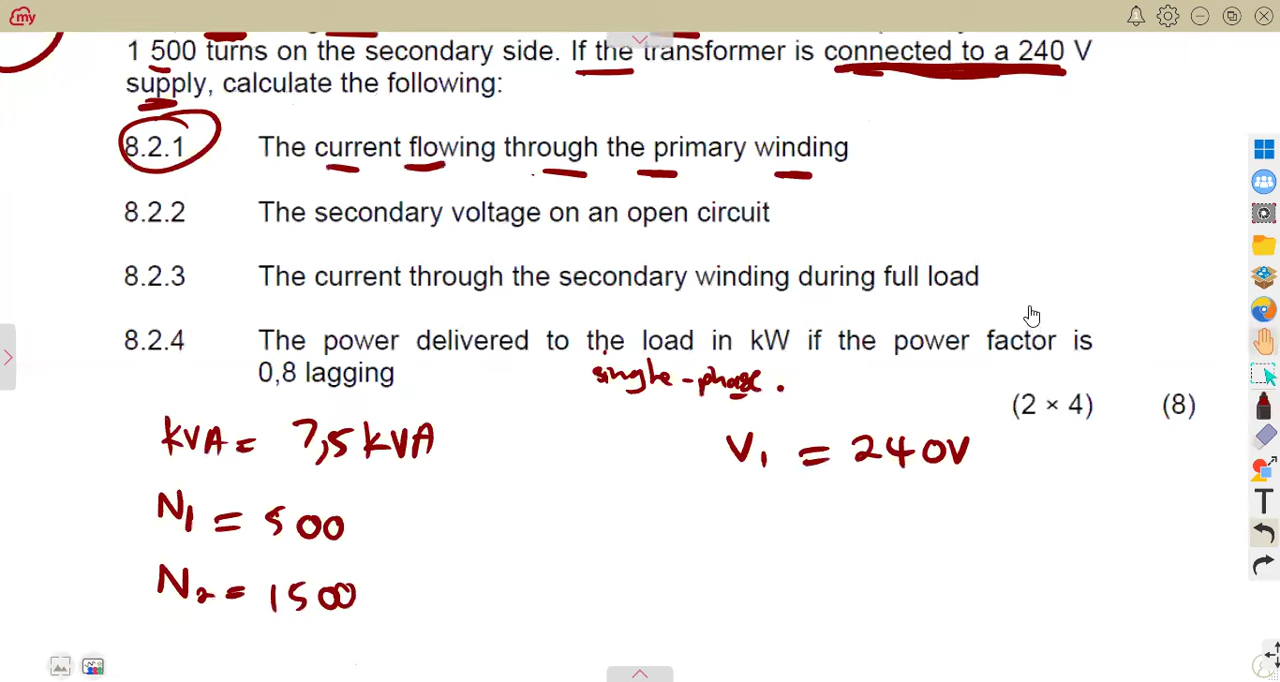 my
1 500 turns on the secondary side. If the transformer is connected to a 240 V
supply, calculate the following:
8.2.1 The current flowing through the primary winding
8.2.2 The secondary voltage on an open circuit
8.2.3 The current through the secondary winding during full load
8.2.4 The power delivered to the load in kW if the power factor is
0,8 lagging
single-phase.
(2 × 4) (8)
kVA = 7,5 kVA
V1 = 240V
N1 = 500
N2 = 1500